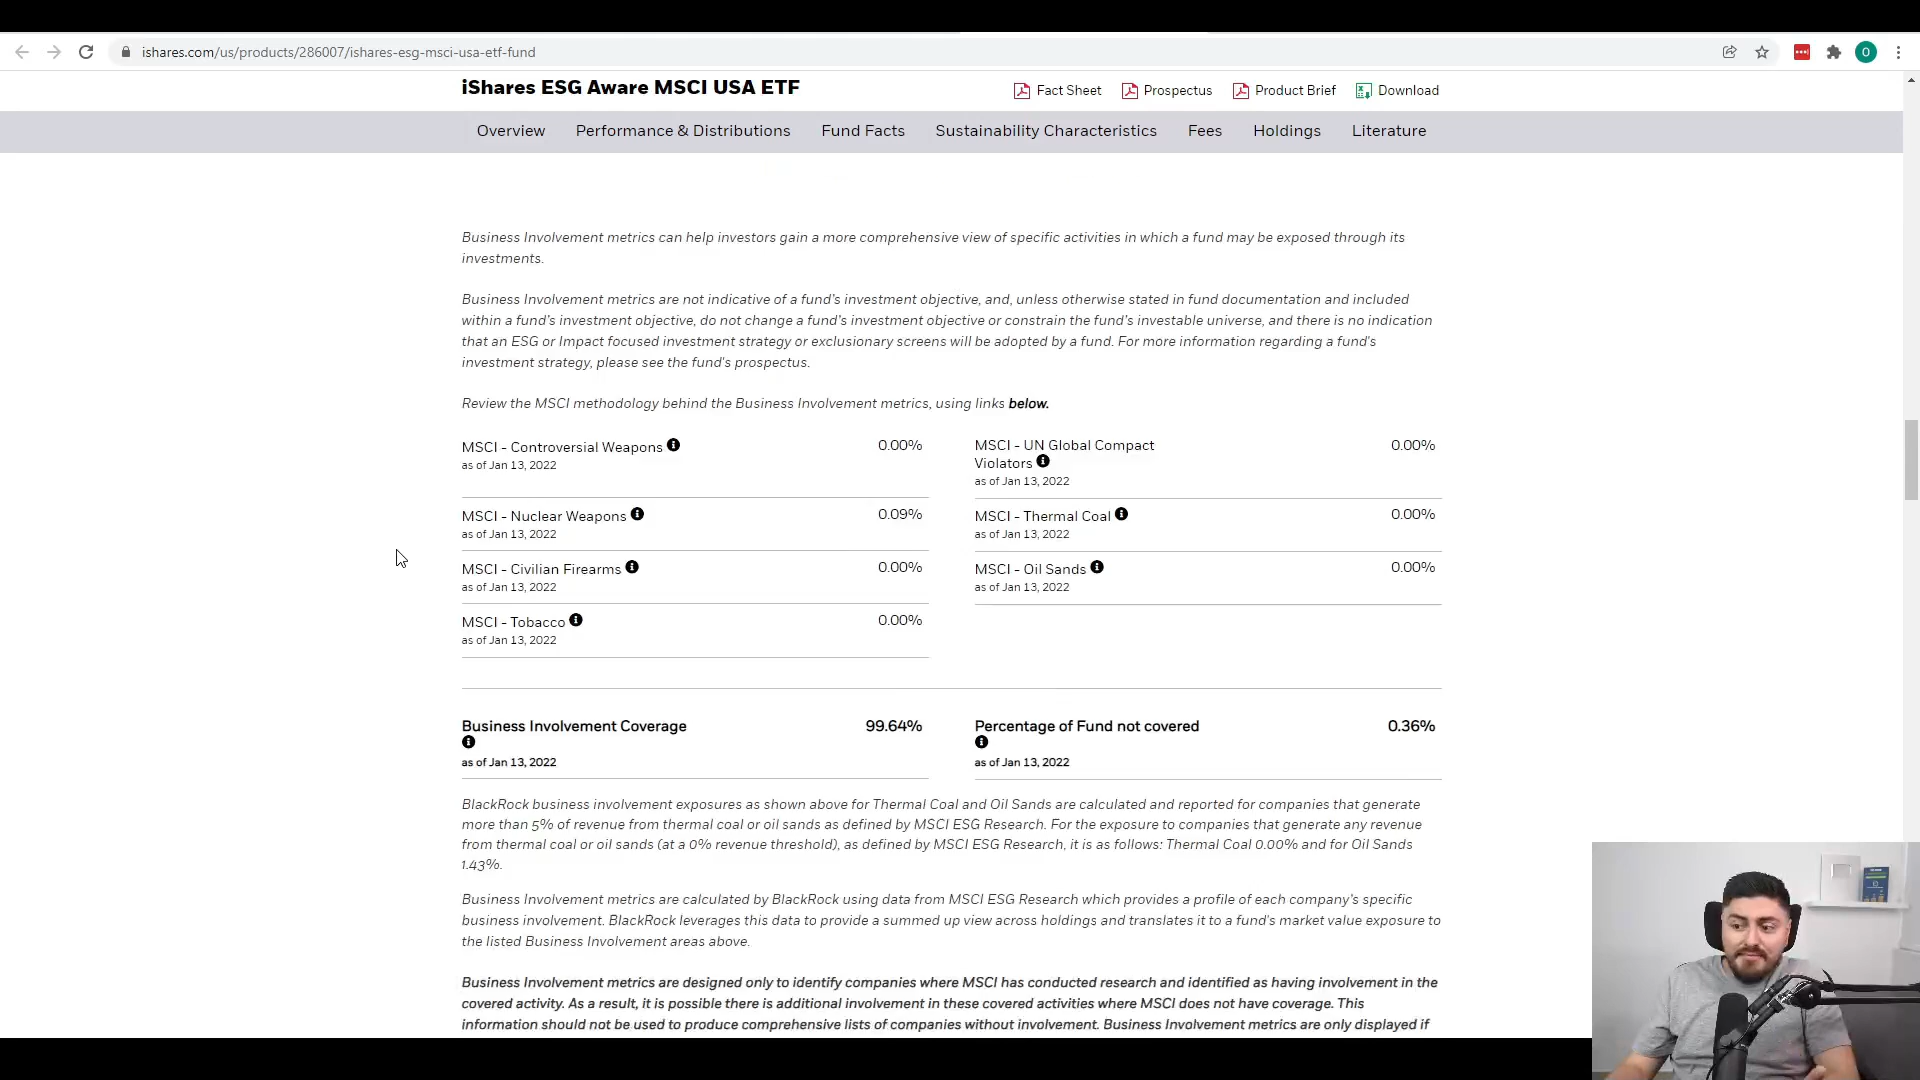 ishares.com/us/products/286007/ishares-esg-msci-usa-etf-fund
O
iShares ESG Aware MSCI USA ETF
Fact Sheet
Prospectus
Product Brief
Download
Overview
Performance & Distributions
Fund Facts
Sustainability Characteristics
Fees
Holdings
Literature
Business Involvement metrics can help investors gain a more comprehensive view of specific activities in which a fund may be exposed through its
investments.
Business Involvement metrics are not indicative of a fund's investment objective, and, unless otherwise stated in fund documentation and included
within a fund's investment objective, do not change a fund's investment objective or constrain the fund's investable universe, and there is no indication
that an ESG or Impact focused investment strategy or exclusionary screens will be adopted by a fund. For more information regarding a fund's
investment strategy, please see the fund's prospectus.
Review the MSCI methodology behind the Business Involvement metrics, using links below.
MSCI - Controversial Weapons 0.00%
as of Jan 13, 2022
MSCI - Nuclear Weapons 0.09%
as of Jan 13, 2022
MSCI - Civilian Firearms 0.00%
as of Jan 13, 2022
MSCI - Tobacco 0.00%
as of Jan 13, 2022
MSCI - UN Global Compact 0.00%
Violators
as of Jan 13, 2022
MSCI - Thermal Coal 0.00%
as of Jan 13, 2022
MSCI - Oil Sands 0.00%
as of Jan 13, 2022
Business Involvement Coverage 99.64%
as of Jan 13, 2022
Percentage of Fund not covered 0.36%
as of Jan 13, 2022
BlackRock business involvement exposures as shown above for Thermal Coal and Oil Sands are calculated and reported for companies that generate
more than 5% of revenue from thermal coal or oil sands as defined by MSCI ESG Research. For the exposure to companies that generate any revenue
from thermal coal or oil sands (at a 0% revenue threshold), as defined by MSCI ESG Research, it is as follows: Thermal Coal 0.00% and for Oil Sands
1.43%.
Business Involvement metrics are calculated by BlackRock using data from MSCI ESG Research which provides a profile of each company's specific
business involvement. BlackRock leverages this data to provide a summed up view across holdings and translates it to a fund's market value exposure to
the listed Business Involvement areas above.
Business Involvement metrics are designed only to identify companies where MSCI has conducted research and identified as having involvement in the
covered activity. As a result, it is possible there is additional involvement in these covered activities where MSCI does not have coverage. This
information should not be used to produce comprehensive lists of companies without involvement. Business Involvement metrics are only displayed if